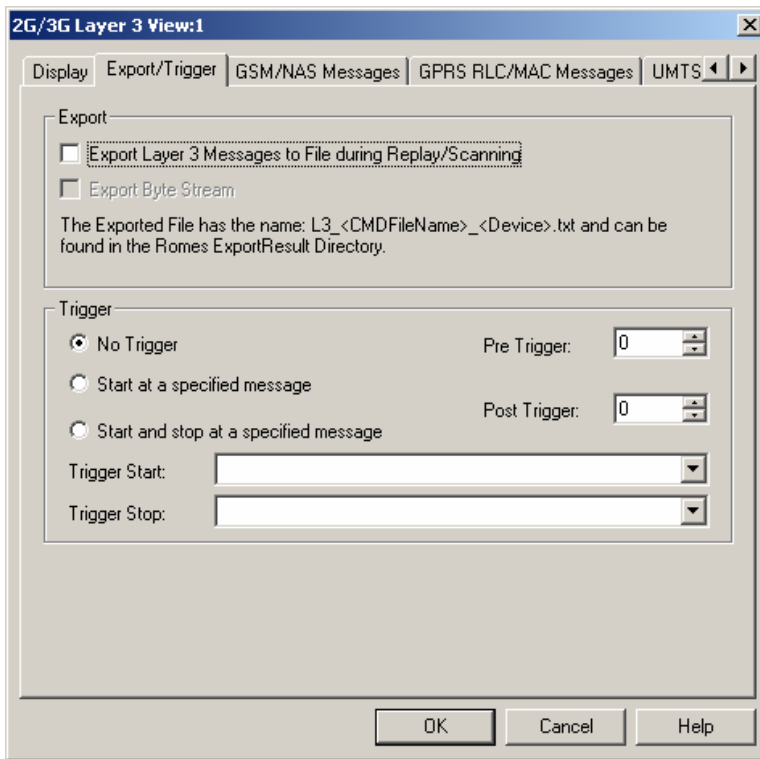 2G/3G Layer 3 View:1
Display Export/Trigger GSM/NAS Messages GPRS RLC/MAC Messages UMTS
Export
Export Layer 3 Messages to File during Replay/Scanning
Export Byte Stream
The Exported File has the name: L3_<CMDFileName>_<Device>.txt and can be
found in the Romes ExportResult Directory.
Trigger
No Trigger
Pre Trigger: 0
Start at a specified message
Post Trigger: 0
Start and stop at a specified message
Trigger Start:
Trigger Stop:
OK Cancel Help